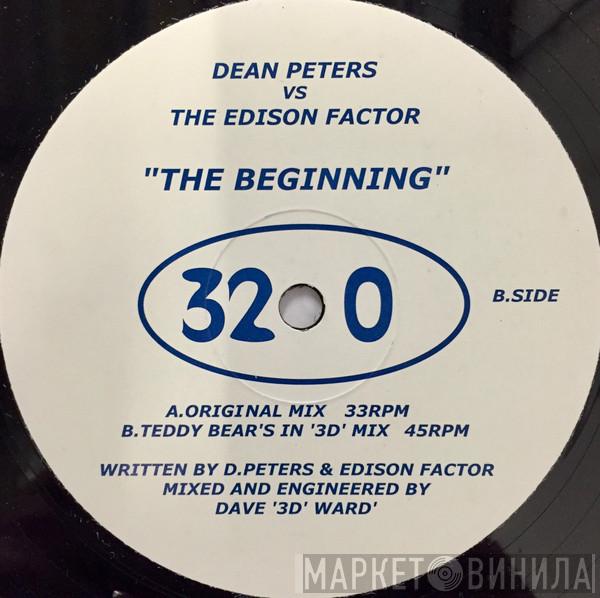 DEAN PETERS
VS
THE EDISON FACTOR
"THE BEGINNING"
32 0
B.SIDE
A.ORIGINAL MIX 33RPM
B.TEDDY BEAR'S IN '3D' MIX 45RPM
WRITTEN BY D.PETERS & EDISON FACTOR
MIXED AND ENGINEERED BY
DAVE '3D' WARD'
МАРКЕТ ВИНИЛА